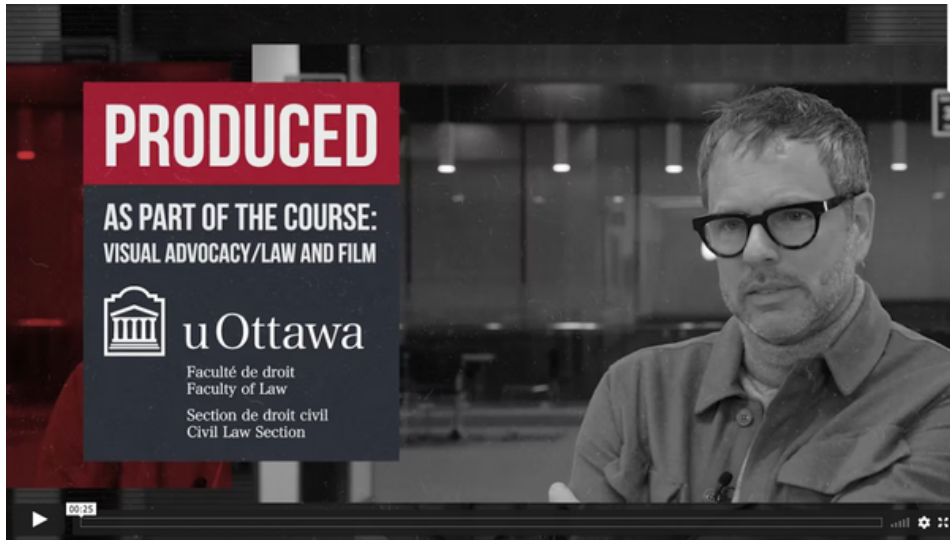 PRODUCED
AS PART OF THE COURSE:
VISUAL ADVOCACY/LAW AND FILM
uOttawa
Faculté de droit
Faculty of Law
Section de droit civil
Civil Law Section
00:25